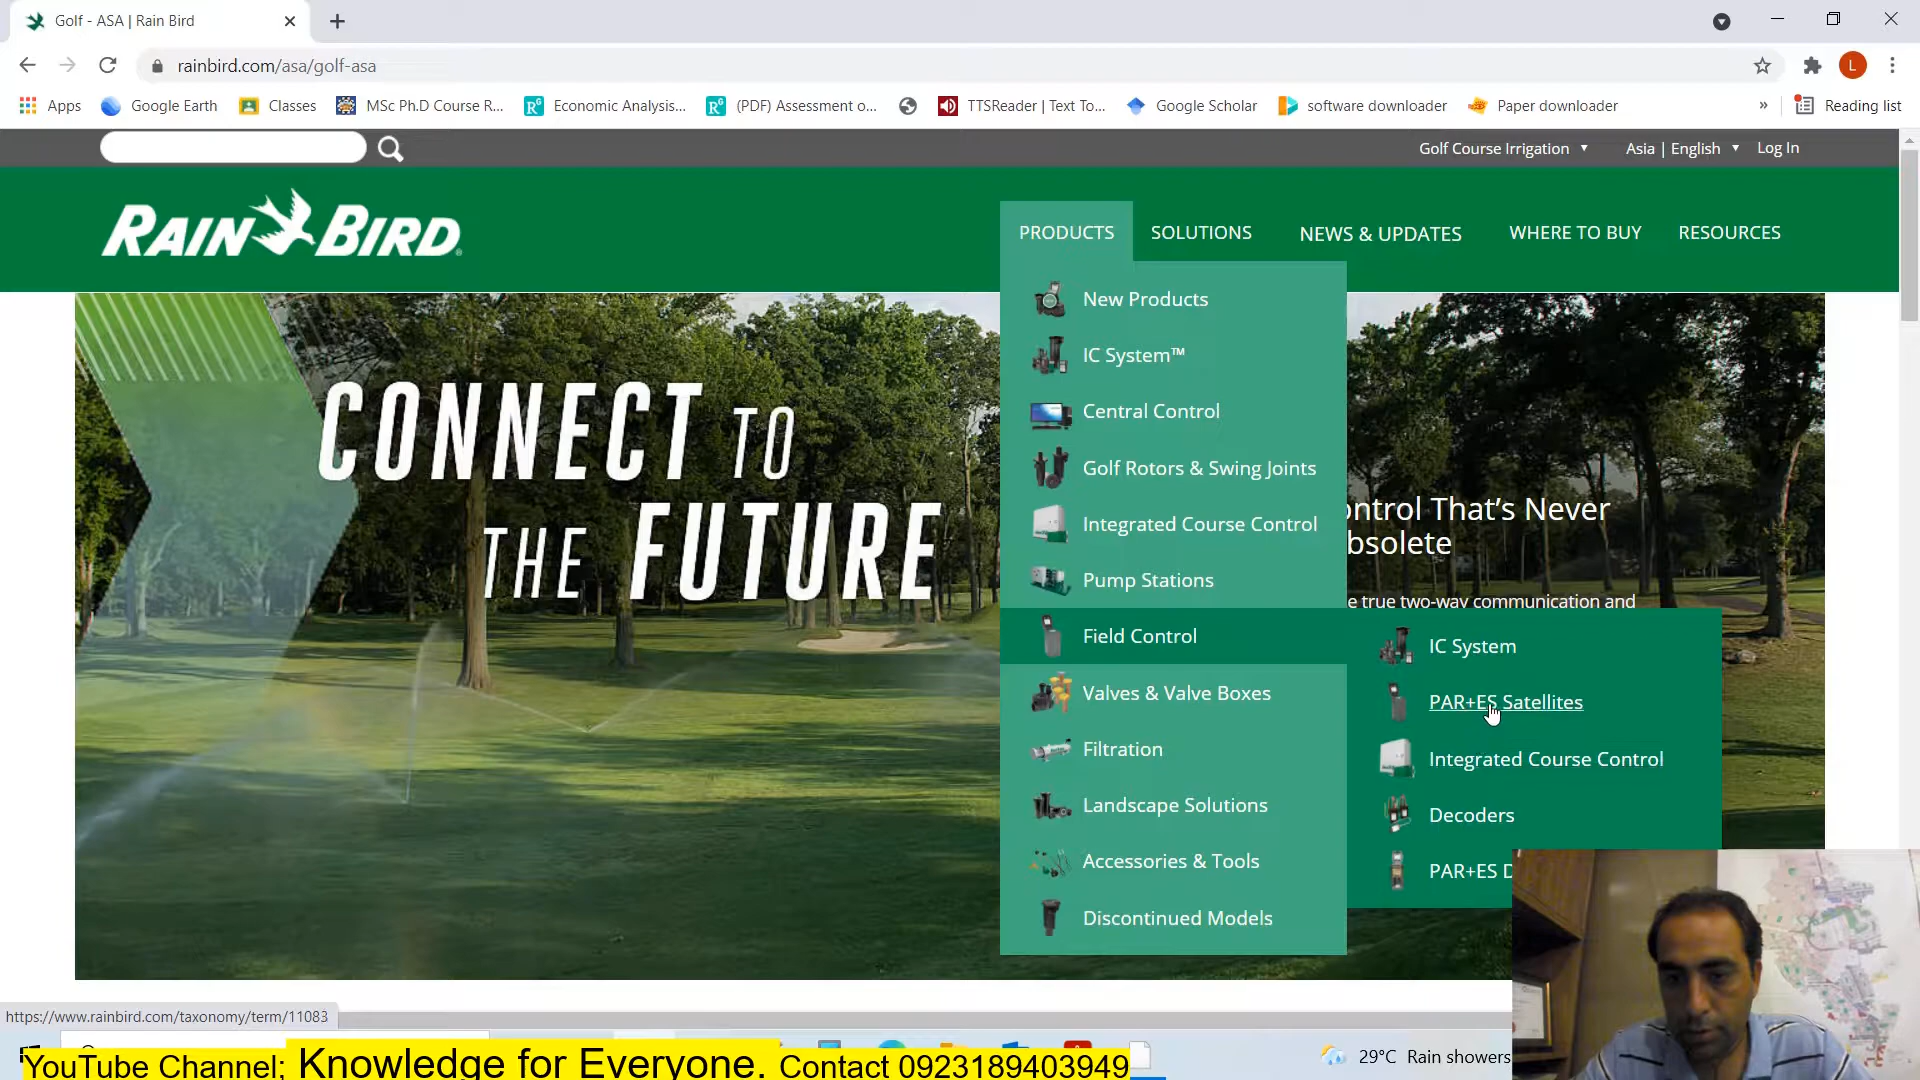 Golf - ASA | Rain Bird
rainbird.com/asa/golf-asa
L
Apps
Google Earth
Classes
MSc Ph.D Course R...
Economic Analysis...
(PDF) Assessment o...
TTSReader | Text To...
Google Scholar
software downloader
Paper downloader
»
Reading list
Golf Course Irrigation
Asia | English
Log In
RAIN BIRD
PRODUCTS
SOLUTIONS
NEWS & UPDATES
WHERE TO BUY
RESOURCES
New Products
IC System™
Central Control
Golf Rotors & Swing Joints
Integrated Course Control
Pump Stations
Field Control
Valves & Valve Boxes
Filtration
Landscape Solutions
Accessories & Tools
Discontinued Models
IC System
PAR+ES Satellites
Integrated Course Control
Decoders
PAR+ES D
CONNECT TO
THE FUTURE
ontrol That's Never
bsolete
e true two-way communication and
https://www.rainbird.com/taxonomy/term/11083
29°C Rain showers
YouTube Channel; Knowledge for Everyone. Contact 0923189403949